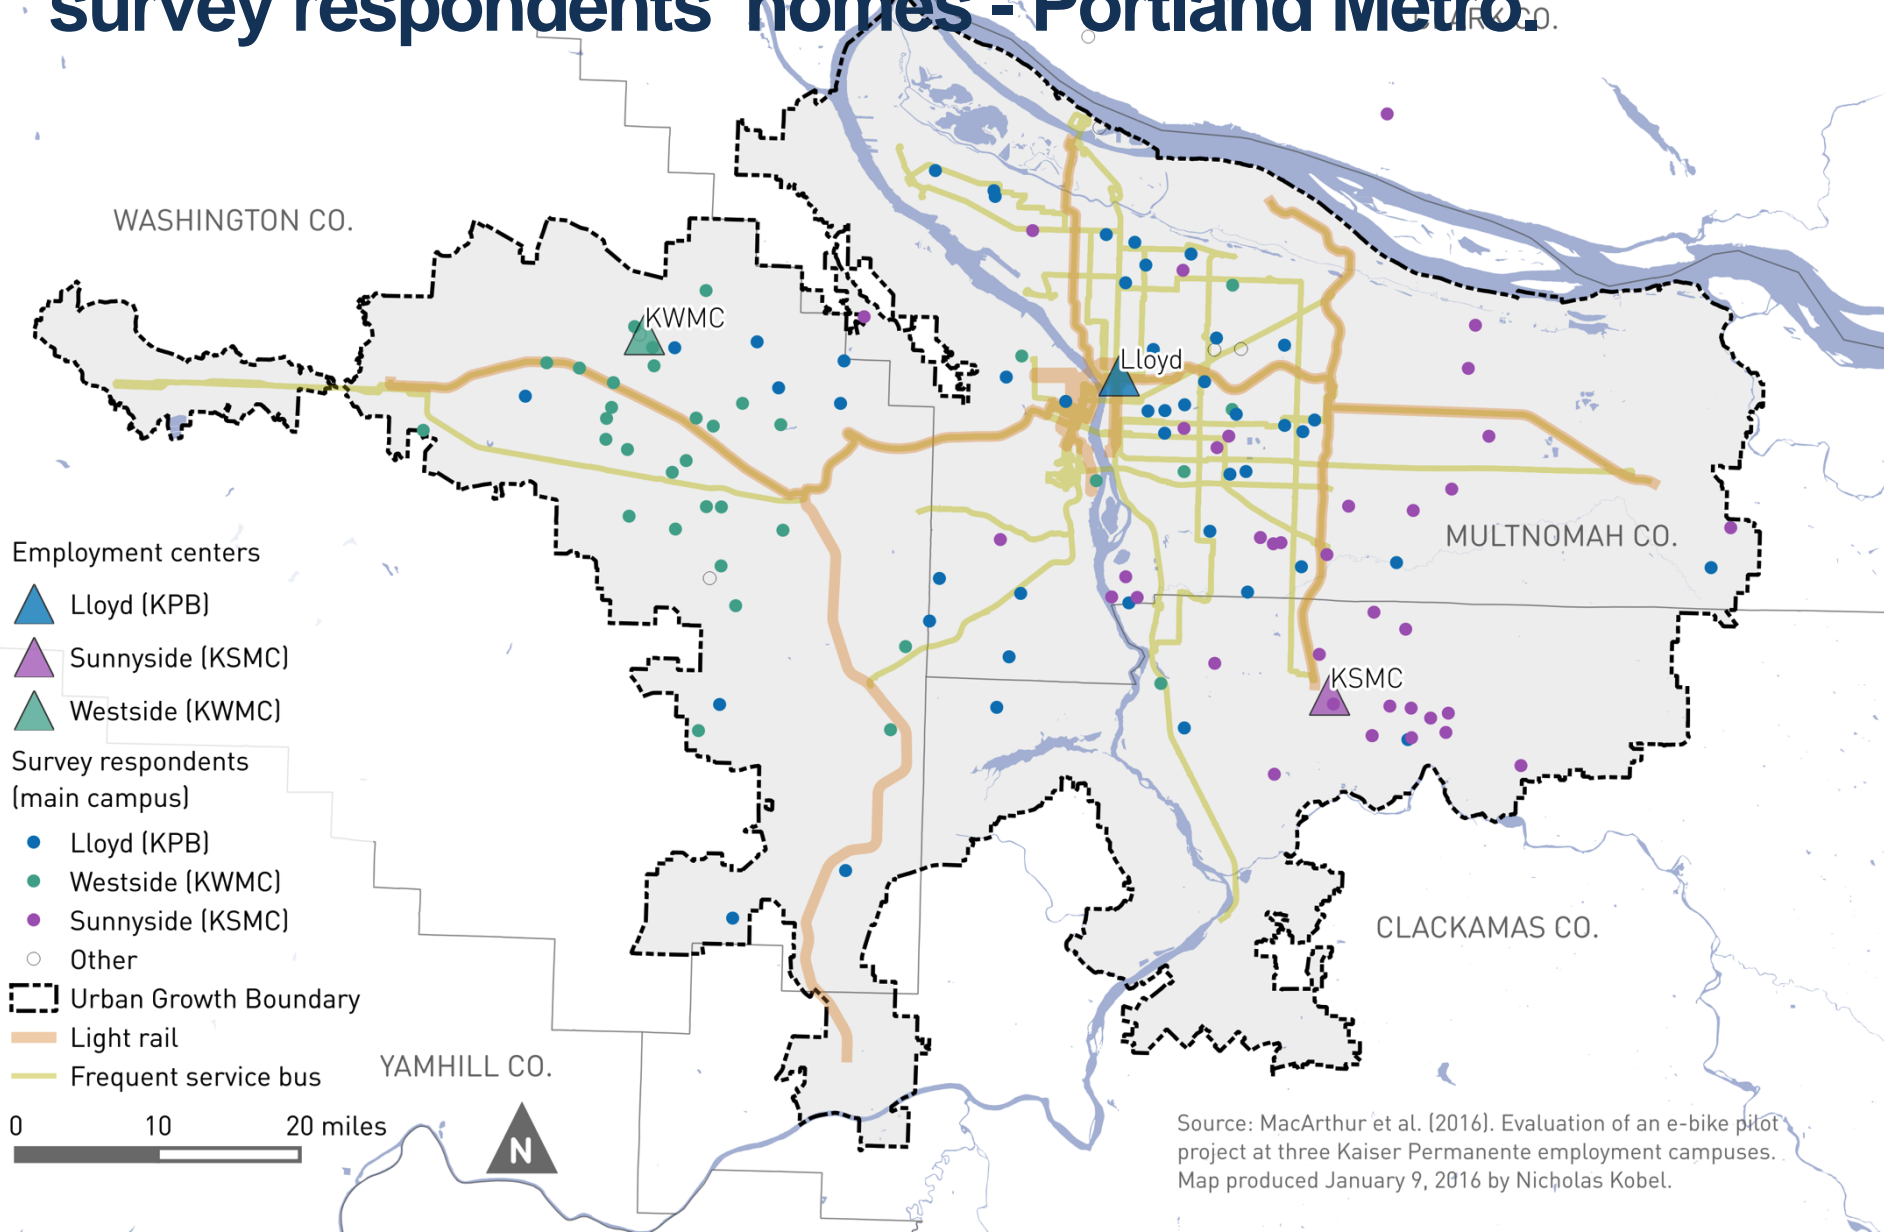 survey respondents' homes - Portland Metro.
CLARK CO.
WASHINGTON CO.
KWMC
Lloyd
MULTNOMAH CO.
KSMC
CLACKAMAS CO.
YAMHILL CO.
Employment centers
Lloyd (KPB)
Sunnyside (KSMC)
Westside (KWMC)
Survey respondents
(main campus)
Lloyd (KPB)
Westside (KWMC)
Sunnyside (KSMC)
Other
Urban Growth Boundary
Light rail
Frequent service bus
0 10 20 miles
N
Source: MacArthur et al. (2016). Evaluation of an e-bike pilot
project at three Kaiser Permanente employment campuses.
Map produced January 9, 2016 by Nicholas Kobel.